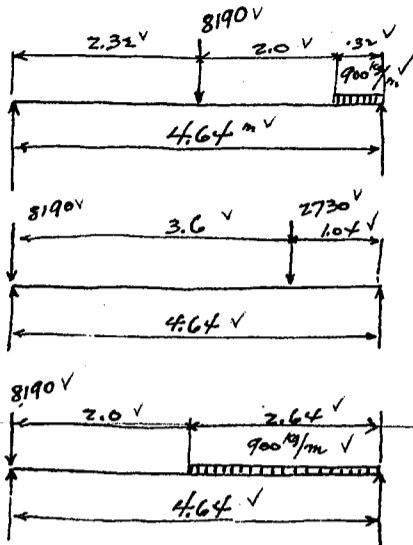 8190 ✓
2.32 ✓ 2.0 ✓ .32 ✓
900 kg/m ✓
4.64 m ✓
8190 ✓ 2730 ✓
3.6 ✓ 1.04 ✓
4.64 ✓
8190 ✓
2.0 ✓ 2.64 ✓
900 kg/m ✓
4.64 ✓